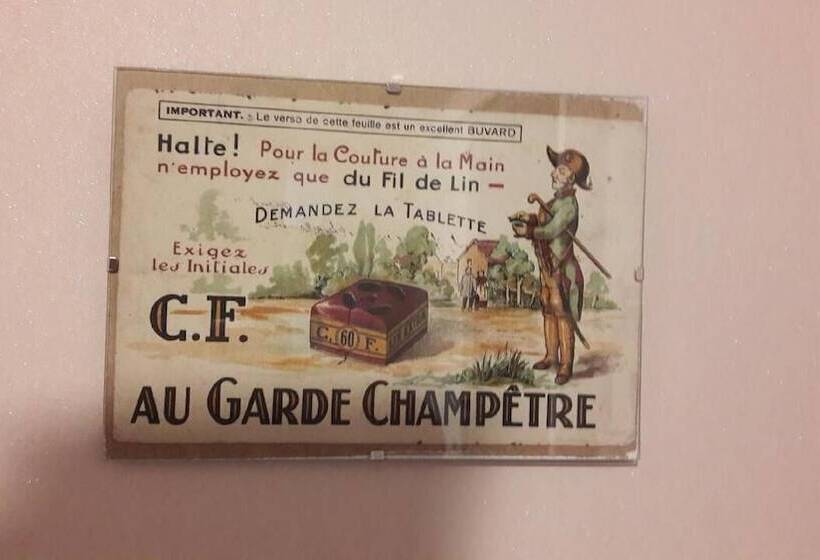 IMPORTANT. - Le verso de cette feuille est un excellent BUVARD
Halte! Pour la Couture à la Main
n'employez que du Fil de Lin -
DEMANDEZ LA TABLETTE
Exigez
les Initiales
C.F.
C. 60 F.
AU GARDE CHAMPÊTRE